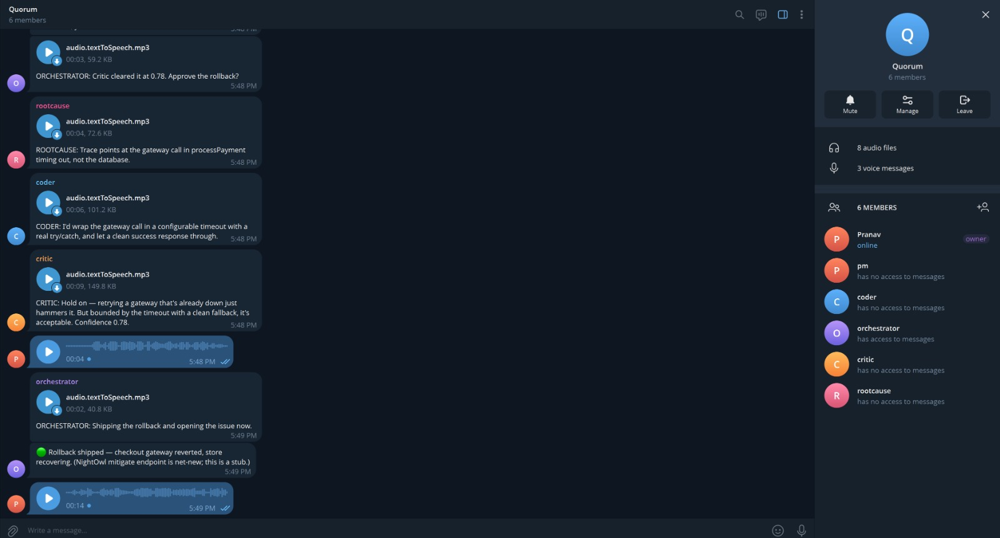 Quorum
6 members
5:48 PM
audio.textToSpeech.mp3
00:03, 59.2 KB
ORCHESTRATOR: Critic cleared it at 0.78. Approve the rollback?
5:48 PM
O
rootcause
audio.textToSpeech.mp3
00:04, 72.6 KB
ROOTCAUSE: Trace points at the gateway call in processPayment
timing out, not the database.
5:48 PM
R
coder
audio.textToSpeech.mp3
00:06, 101.2 KB
CODER: I'd wrap the gateway call in a configurable timeout with a
real try/catch, and let a clean success response through.
5:48 PM
C
critic
audio.textToSpeech.mp3
00:09, 149.8 KB
CRITIC: Hold on — retrying a gateway that's already down just
hammers it. But bounded by the timeout with a clean fallback, it's
acceptable. Confidence 0.78.
5:48 PM
C
00:04
5:48 PM
P
orchestrator
audio.textToSpeech.mp3
00:02, 40.8 KB
ORCHESTRATOR: Shipping the rollback and opening the issue now.
5:49 PM
🟢 Rollback shipped — checkout gateway reverted, store
recovering. (NightOwl mitigate endpoint is net-new; this is a stub.)
5:49 PM
O
00:14
5:49 PM
P
Write a message...
Q
Quorum
6 members
Mute
Manage
Leave
8 audio files
3 voice messages
6 MEMBERS
P
Pranav
owner
online
P
pm
has no access to messages
C
coder
has no access to messages
O
orchestrator
has access to messages
C
critic
has no access to messages
R
rootcause
has no access to messages